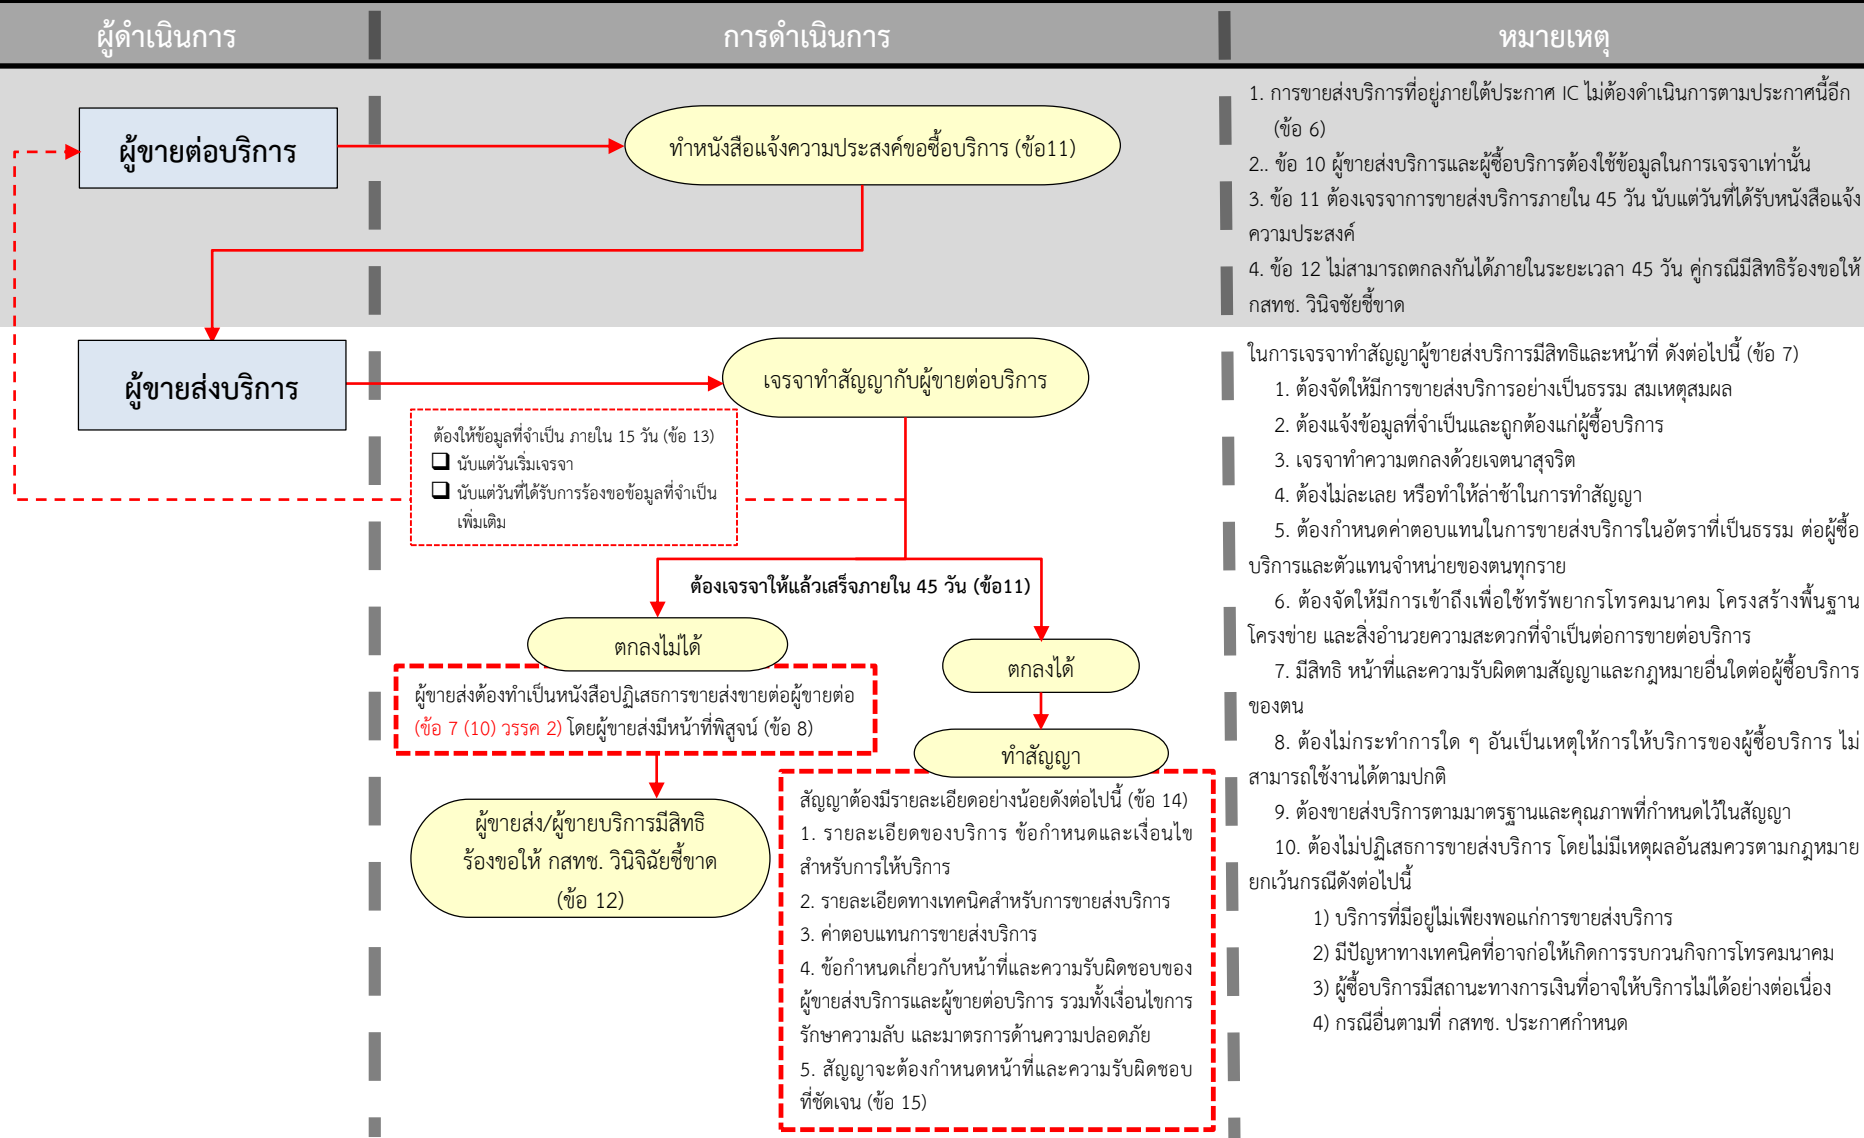 ผู้ดำเนินการ
การดำเนินการ
หมายเหตุ
ผู้ขายต่อบริการ
ทำหนังสือแจ้งความประสงค์ขอซื้อบริการ (ข้อ11)
1. การขายส่งบริการที่อยู่ภายใต้ประกาศ IC ไม่ต้องดำเนินการตามประกาศนี้อีก
(ข้อ 6)
2.. ข้อ 10 ผู้ขายส่งบริการและผู้ซื้อบริการต้องใช้ข้อมูลในการเจรจาเท่านั้น
3. ข้อ 11 ต้องเจรจาการขายส่งบริการภายใน 45 วัน นับแต่วันที่ได้รับหนังสือแจ้ง
ความประสงค์
4. ข้อ 12 ไม่สามารถตกลงกันได้ภายในระยะเวลา 45 วัน คู่กรณีมีสิทธิร้องขอให้
กสทช. วินิจชัยชี้ขาด
ผู้ขายส่งบริการ
เจรจาทำสัญญากับผู้ขายต่อบริการ
ต้องให้ข้อมูลที่จำเป็น ภายใน 15 วัน (ข้อ 13)
นับแต่วันเริ่มเจรจา
นับแต่วันที่ได้รับการร้องขอข้อมูลที่จำเป็น
เพิ่มเติม
ต้องเจรจาให้แล้วเสร็จภายใน 45 วัน (ข้อ11)
ตกลงไม่ได้
ผู้ขายส่งต้องทำเป็นหนังสือปฏิเสธการขายส่งขายต่อผู้ขายต่อ
(ข้อ 7 (10) วรรค 2) โดยผู้ขายส่งมีหน้าที่พิสูจน์ (ข้อ 8)
ผู้ขายส่ง/ผู้ขายบริการมีสิทธิ
ร้องขอให้ กสทช. วินิจิฉัยชี้ขาด
(ข้อ 12)
ตกลงได้
ทำสัญญา
สัญญาต้องมีรายละเอียดอย่างน้อยดังต่อไปนี้ (ข้อ 14)
1. รายละเอียดของบริการ ข้อกำหนดและเงื่อนไข
สำหรับการให้บริการ
2. รายละเอียดทางเทคนิคสำหรับการขายส่งบริการ
3. ค่าตอบแทนการขายส่งบริการ
4. ข้อกำหนดเกี่ยวกับหน้าที่และความรับผิดชอบของ
ผู้ขายส่งบริการและผู้ขายต่อบริการ รวมทั้งเงื่อนไขการ
รักษาความลับ และมาตรการด้านความปลอดภัย
5. สัญญาจะต้องกำหนดหน้าที่และความรับผิดชอบ
ที่ชัดเจน (ข้อ 15)
ในการเจรจาทำสัญญาผู้ขายส่งบริการมีสิทธิและหน้าที่ ดังต่อไปนี้ (ข้อ 7)
1. ต้องจัดให้มีการขายส่งบริการอย่างเป็นธรรม สมเหตุสมผล
2. ต้องแจ้งข้อมูลที่จำเป็นและถูกต้องแก่ผู้ซื้อบริการ
3. เจรจาทำความตกลงด้วยเจตนาสุจริต
4. ต้องไม่ละเลย หรือทำให้ล่าช้าในการทำสัญญา
5. ต้องกำหนดค่าตอบแทนในการขายส่งบริการในอัตราที่เป็นธรรม ต่อผู้ซื้อ
บริการและตัวแทนจำหน่ายของตนทุกราย
6. ต้องจัดให้มีการเข้าถึงเพื่อใช้ทรัพยากรโทรคมนาคม โครงสร้างพื้นฐาน
โครงข่าย และสิ่งอำนวยความสะดวกที่จำเป็นต่อการขายต่อบริการ
7. มีสิทธิ หน้าที่และความรับผิดตามสัญญาและกฎหมายอื่นใดต่อผู้ซื้อบริการ
ของตน
8. ต้องไม่กระทำการใด ๆ อันเป็นเหตุให้การให้บริการของผู้ซื้อบริการ ไม่
สามารถใช้งานได้ตามปกติ
9. ต้องขายส่งบริการตามมาตรฐานและคุณภาพที่กำหนดไว้ในสัญญา
10. ต้องไม่ปฏิเสธการขายส่งบริการ โดยไม่มีเหตุผลอันสมควรตามกฎหมาย
ยกเว้นกรณีดังต่อไปนี้
1) บริการที่มีอยู่ไม่เพียงพอแก่การขายส่งบริการ
2) มีปัญหาทางเทคนิคที่อาจก่อให้เกิดการรบกวนกิจการโทรคมนาคม
3) ผู้ซื้อบริการมีสถานะทางการเงินที่อาจให้บริการไม่ได้อย่างต่อเนื่อง
4) กรณีอื่นตามที่ กสทช. ประกาศกำหนด